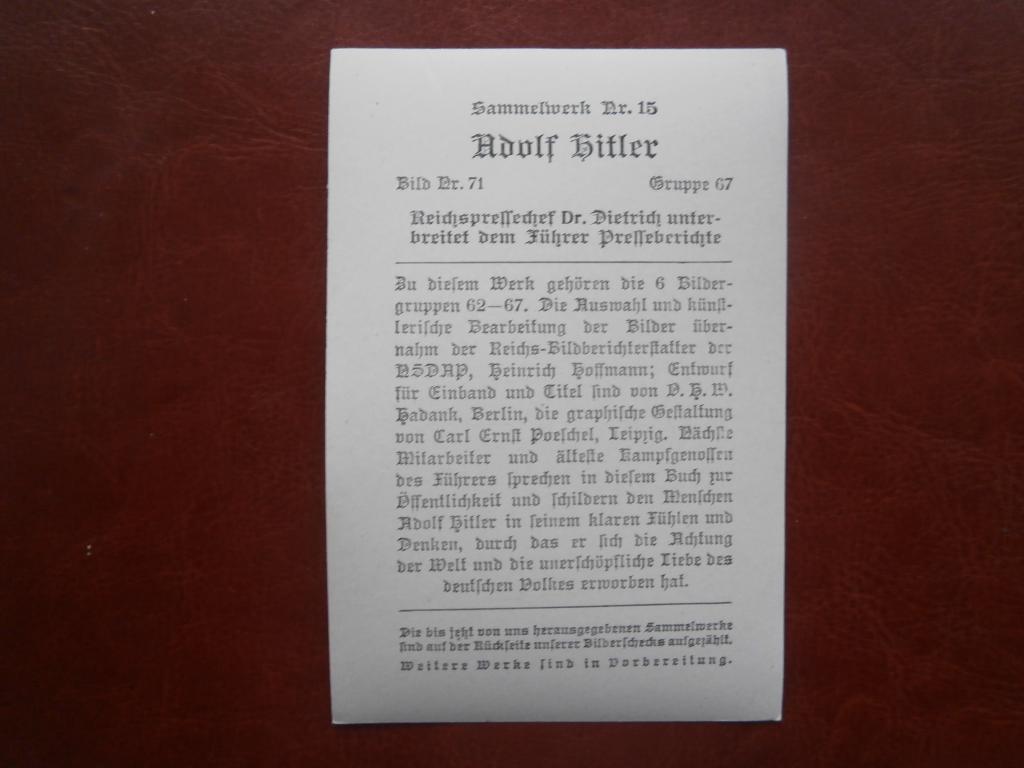 Sammelwerk Nr. 15
Adolf Hitler
Bild Nr. 71 Gruppe 67
Reichspressechef Dr. Dietrich unter-
breitet dem Führer Presseberichte
Zu diesem Werk gehören die 6 Bilder-
gruppen 62—67. Die Auswahl und künst-
lerische Bearbeitung der Bilder über-
nahm der Reichs-Bildberichterstatter der
NSDAP, Heinrich Hoffmann; Entwurf
für Einband und Titel sind von O. H. W.
Hadank, Berlin, die graphische Gestaltung
von Carl Ernst Poeschel, Leipzig. Nächste
Mitarbeiter und älteste Kampfgenossen
des Führers sprechen in diesem Buch zur
Öffentlichkeit und schildern den Menschen
Adolf Hitler in seinem klaren Fühlen und
Denken, durch das er sich die Achtung
der Welt und die unerschöpfliche Liebe des
deutschen Volkes erworben hat.
Die bis jetzt von uns herausgegebenen Sammelwerke
sind auf der Rückseite unserer Bilderschecks aufgezählt.
Weitere Werke sind in Vorbereitung.